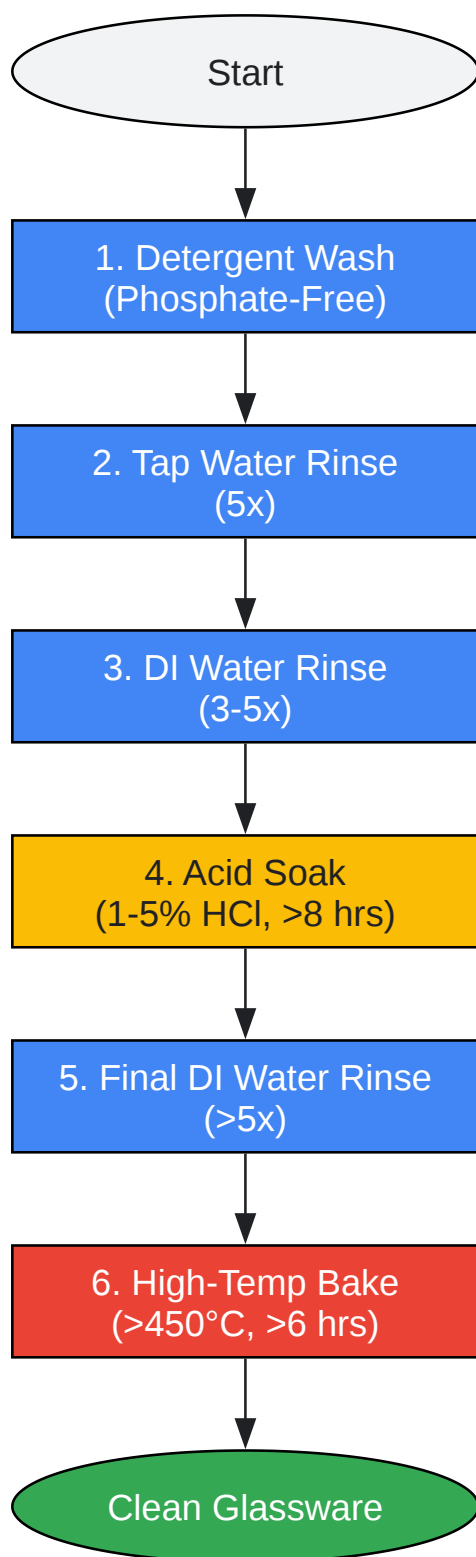 Start
1. Detergent Wash
(Phosphate-Free)
2. Tap Water Rinse
(5x)
3. DI Water Rinse
(3-5x)
4. Acid Soak
(1-5% HCl, >8 hrs)
5. Final DI Water Rinse
(>5x)
6. High-Temp Bake
(>450°C, >6 hrs)
Clean Glassware